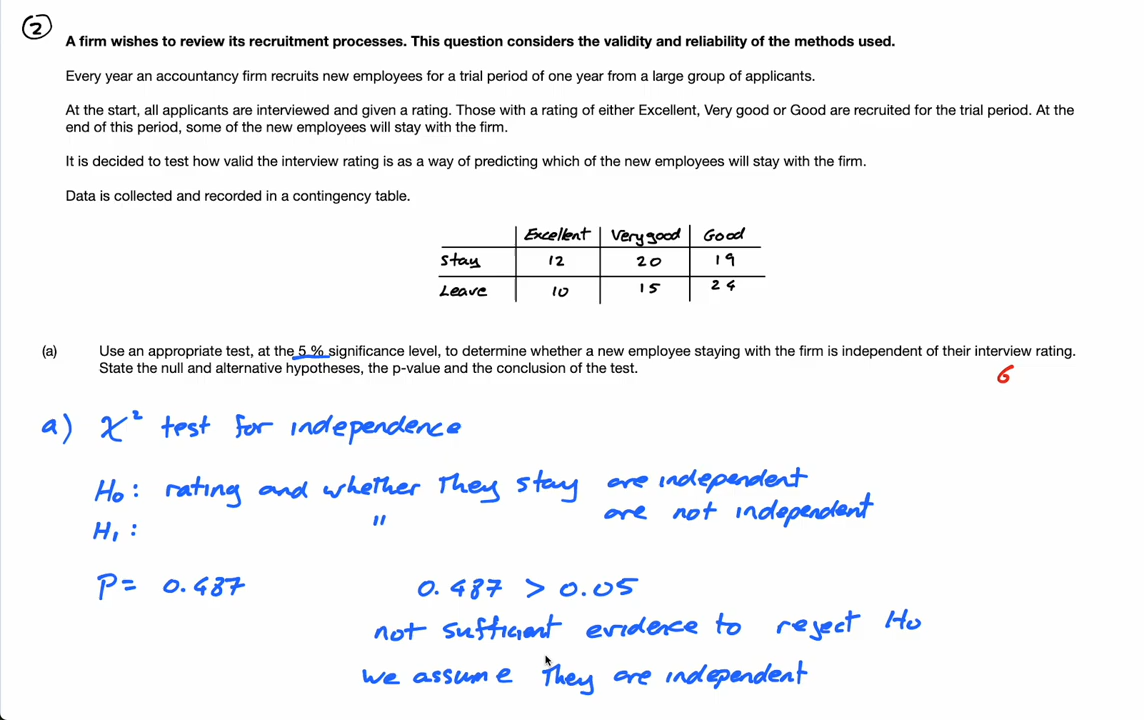 2
A firm wishes to review its recruitment processes. This question considers the validity and reliability of the methods used.
Every year an accountancy firm recruits new employees for a trial period of one year from a large group of applicants.
At the start, all applicants are interviewed and given a rating. Those with a rating of either Excellent, Very good or Good are recruited for the trial period. At the
end of this period, some of the new employees will stay with the firm.
It is decided to test how valid the interview rating is as a way of predicting which of the new employees will stay with the firm.
Data is collected and recorded in a contingency table.
Excellent Very good Good
Stay 12 20 19
Leave 10 15 24
(a) Use an appropriate test, at the 5 % significance level, to determine whether a new employee staying with the firm is independent of their interview rating.
State the null and alternative hypotheses, the p-value and the conclusion of the test.
6
a) χ² test for independence
H₀: rating and whether they stay are independent
H₁: " are not independent
P= 0.487 0.487 > 0.05
not sufficient evidence to reject H₀
we assume they are independent